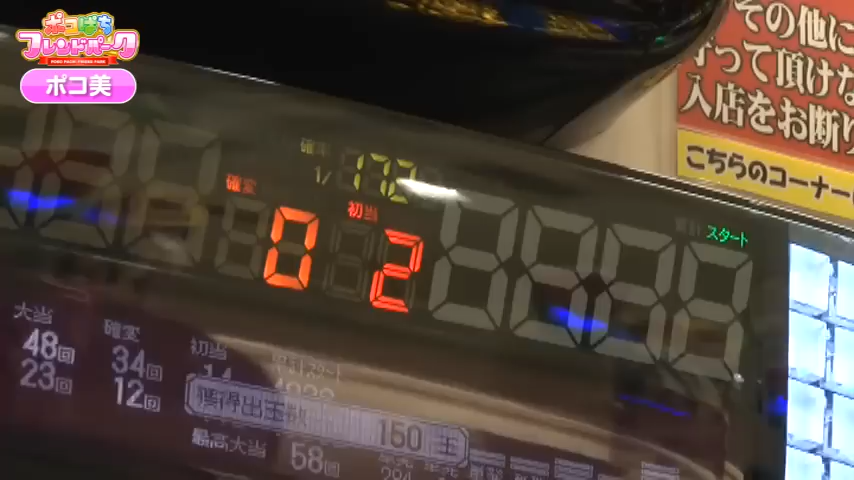 ポコぱち
フレンドパーク
ポコ美
その他に
守って頂けな
入店をお断り
こちらのコーナー
確率
1/172
確変
初当
0 2
スタート
大当 確変 初当
48回 34回 14
23回 12回
獲得出玉数 150玉
最高大当 58回